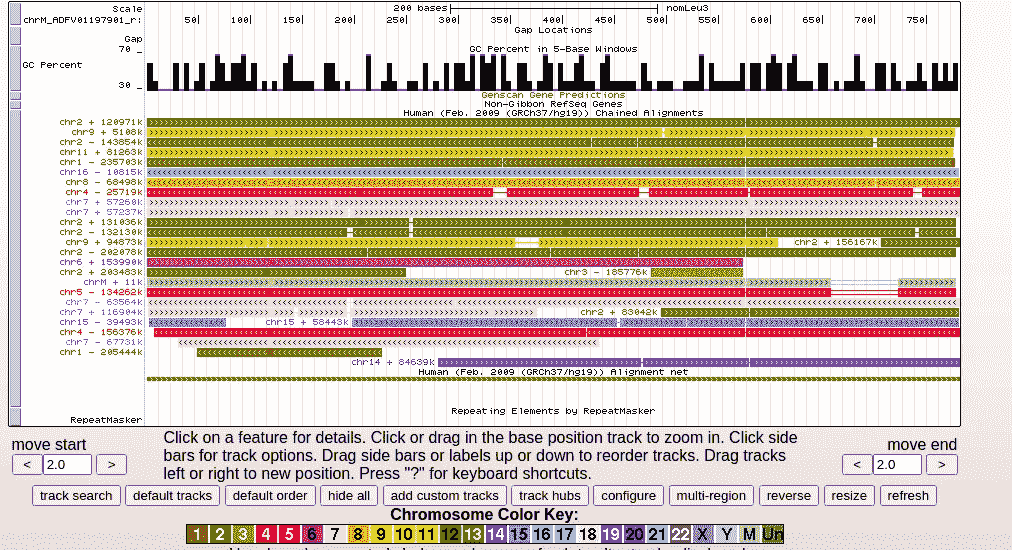 Scale 200 bases nomLeu3
chrM_ADFV01197901_r: 50 100 150 200 250 300 350 400 450 500 550 600 650 700 750
Gap Locations
Gap
70 _ GC Percent in 5-Base Windows
GC Percent
30 _
Genscan Gene Predictions
Non-Gibbon RefSeq Genes
Human (Feb. 2009 (GRCh37/hg19)) Chained Alignments
chr2 + 120971k
chr9 + 5108k
chr2 - 143854k
chr11 + 81263k
chr1 - 235703k
chr16 - 10815k
chr8 - 68498k
chr4 - 25719k
chr7 + 57260k
chr7 + 57237k
chr2 + 131036k
chr2 - 132130k
chr9 + 94873k chr2 + 156167k
chr2 - 202078k
chr6 + 153990k
chr2 + 203483k chr3 - 185776k
chrM + 11k
chr5 - 134262k
chr7 - 63564k
chr7 + 116904k chr2 + 83042k
chr15 - 39493k chr15 + 58443k
chr4 - 156376k
chr7 - 67731k
chr1 - 205444k
chr14 + 84639k
Human (Feb. 2009 (GRCh37/hg19)) Alignment net
Repeating Elements by RepeatMasker
RepeatMasker
move start
< 2.0 >
Click on a feature for details. Click or drag in the base position track to zoom in. Click side
bars for track options. Drag side bars or labels up or down to reorder tracks. Drag tracks
left or right to new position. Press "?" for keyboard shortcuts.
move end
< 2.0 >
track search default tracks default order hide all add custom tracks track hubs configure multi-region reverse resize refresh
Chromosome Color Key:
1 2 3 4 5 6 7 8 9 10 11 12 13 14 15 16 17 18 19 20 21 22 X Y M Un